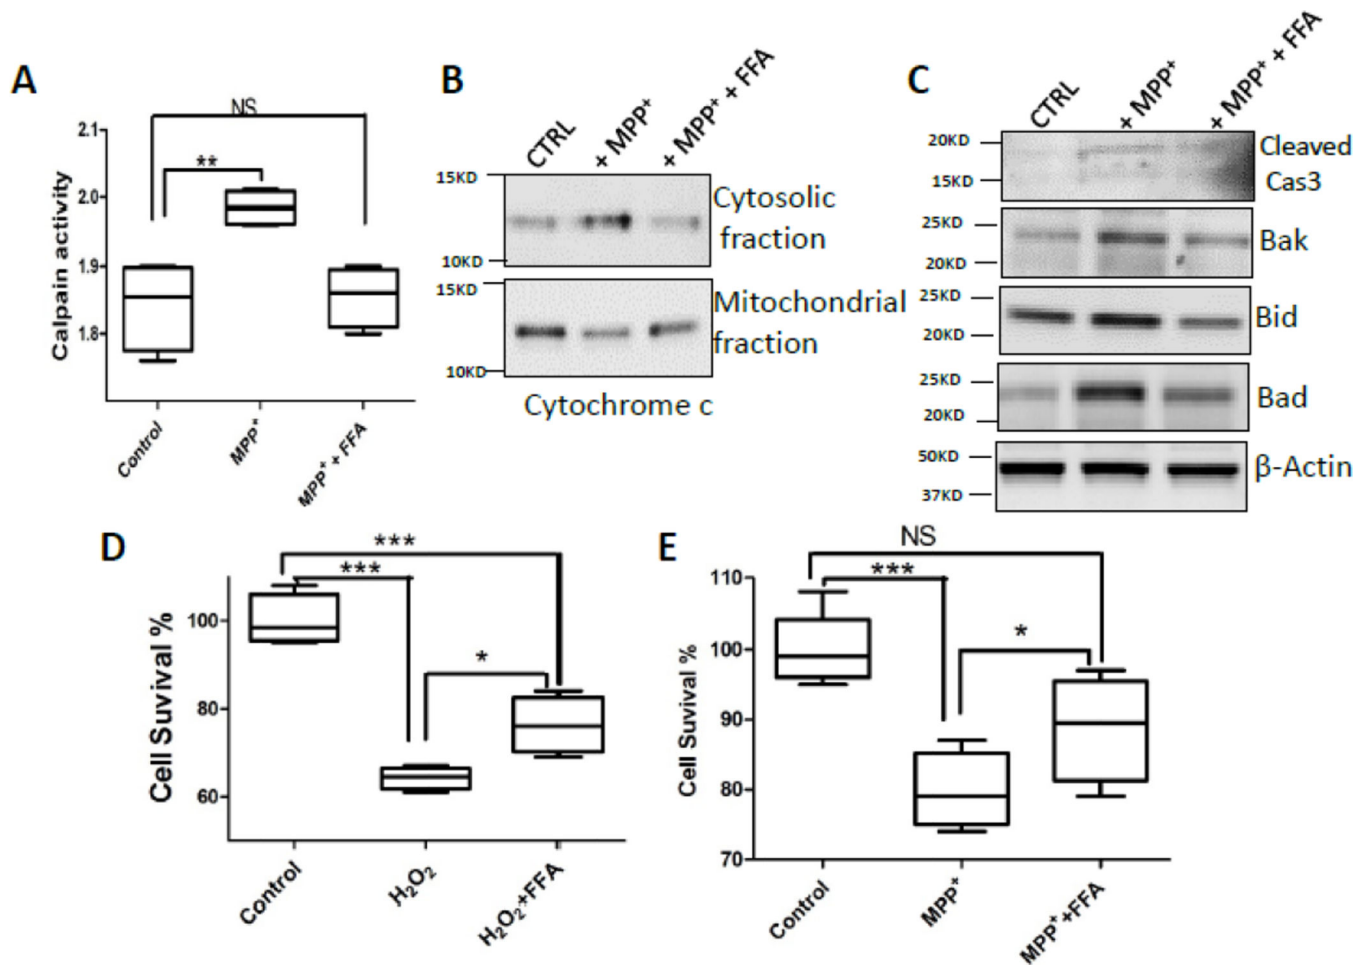 A
NS
**
2.1
2.0
1.9
1.8
Calpain activity
Control
MPP⁺
MPP⁺ + FFA
B
CTRL
+ MPP⁺
+ MPP⁺ + FFA
15KD
10KD
Cytosolic
fraction
15KD
10KD
Mitochondrial
fraction
Cytochrome c
C
CTRL
+ MPP⁺
+ MPP⁺ + FFA
20KD
15KD
Cleaved
Cas3
25KD
20KD
Bak
25KD
20KD
Bid
25KD
20KD
Bad
50KD
37KD
β-Actin
D
***
***
*
100
80
60
Cell Suvival %
Control
H₂O₂
H₂O₂+FFA
E
NS
***
*
110
100
90
80
70
Cell Suvival %
Control
MPP⁺
MPP⁺+FFA